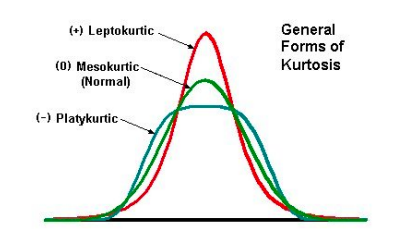 General
Forms of
Kurtosis
(+) Leptokurtic
(0) Mesokurtic
(Normal)
(-) Platykurtic